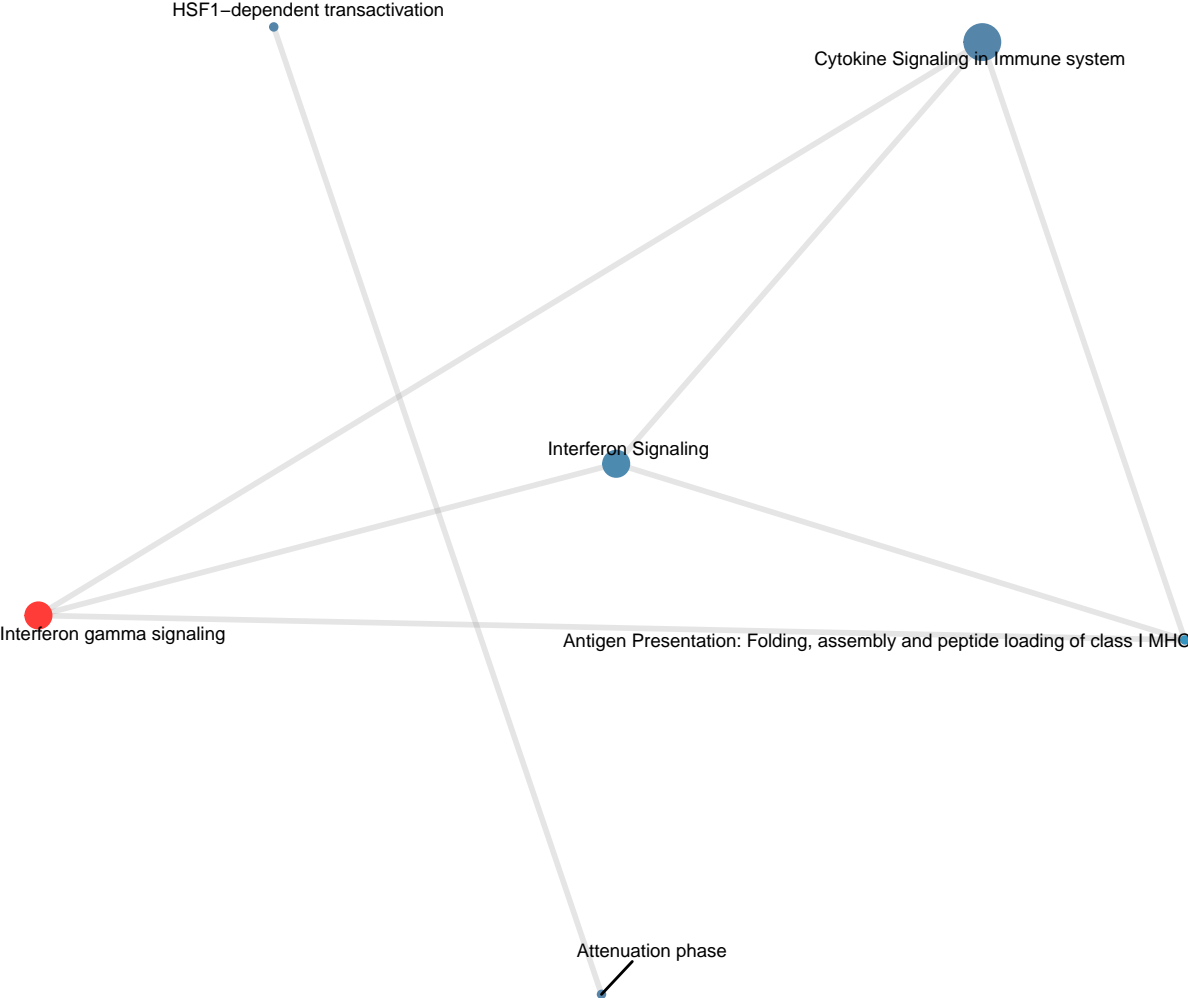 HSF1−dependent transactivation
Cytokine Signaling in Immune system
Interferon Signaling
Interferon gamma signaling
Antigen Presentation: Folding, assembly and peptide loading of class I MHC
Attenuation phase